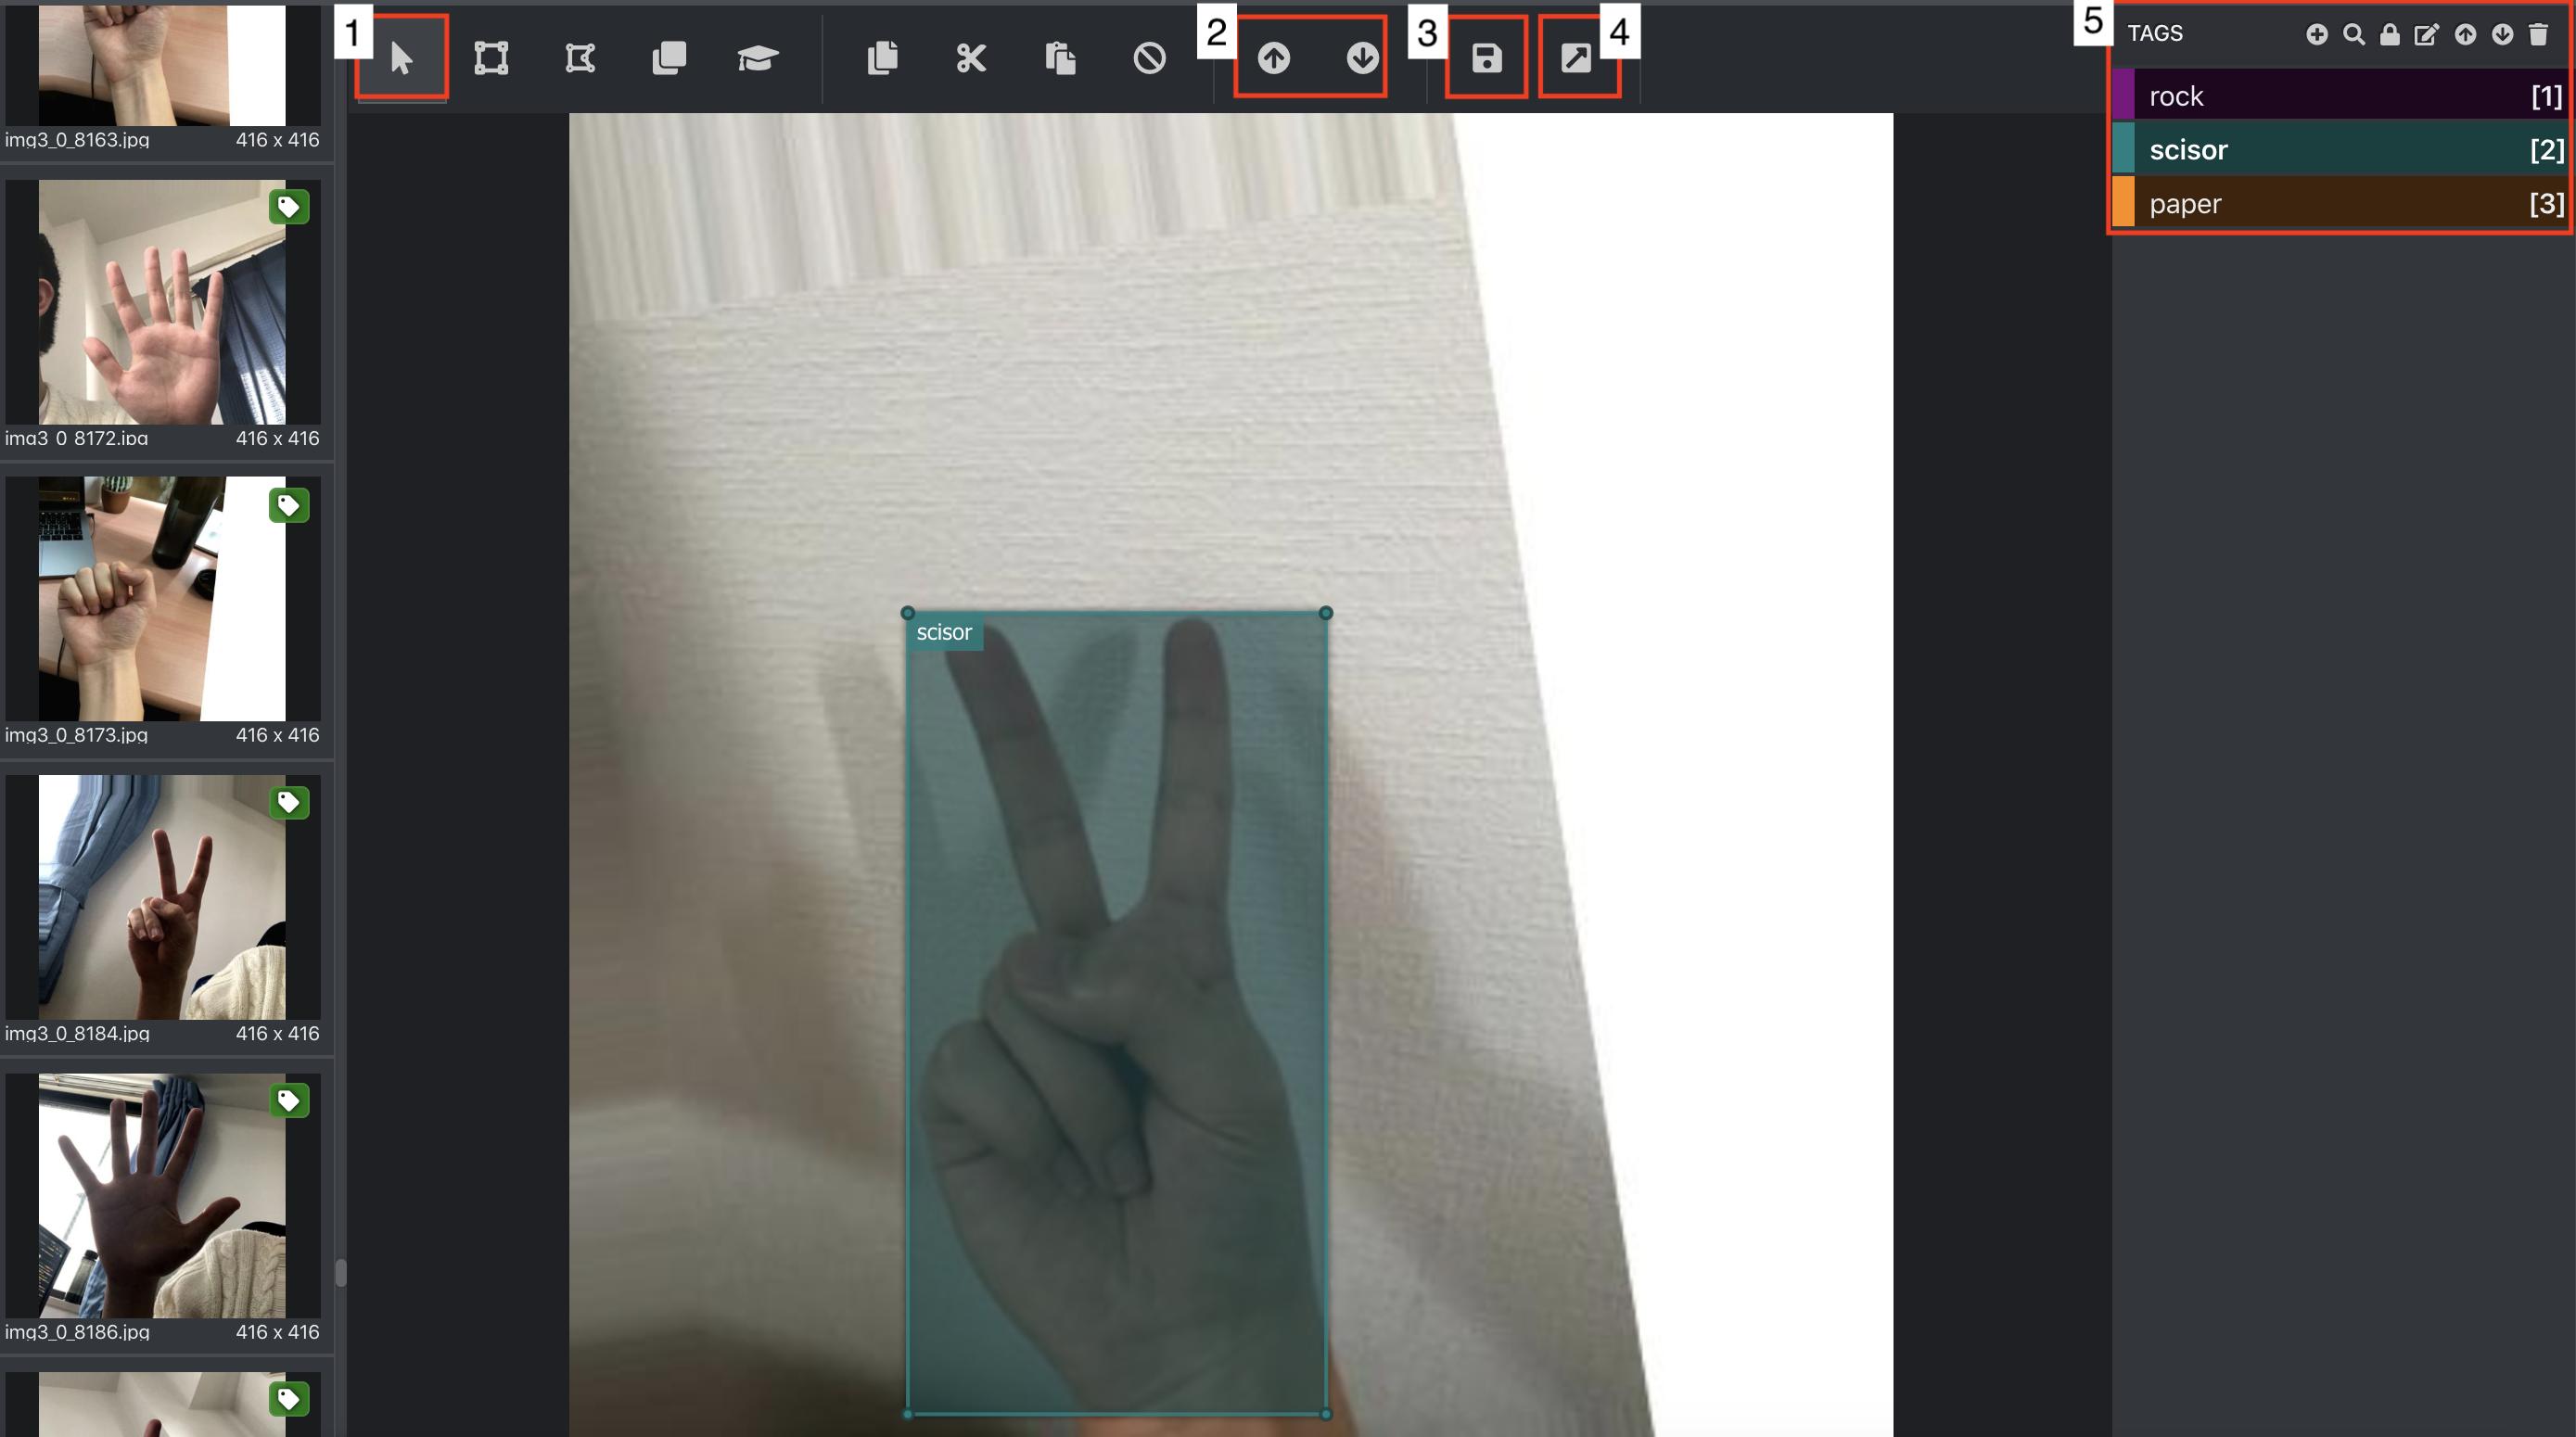 1
2
3
4
5
TAGS
rock [1]
scisor [2]
paper [3]
img3_0_8163.jpg 416 x 416
img3_0_8172.jpg 416 x 416
img3_0_8173.jpg 416 x 416
img3_0_8184.jpg 416 x 416
img3_0_8186.jpg 416 x 416
scisor